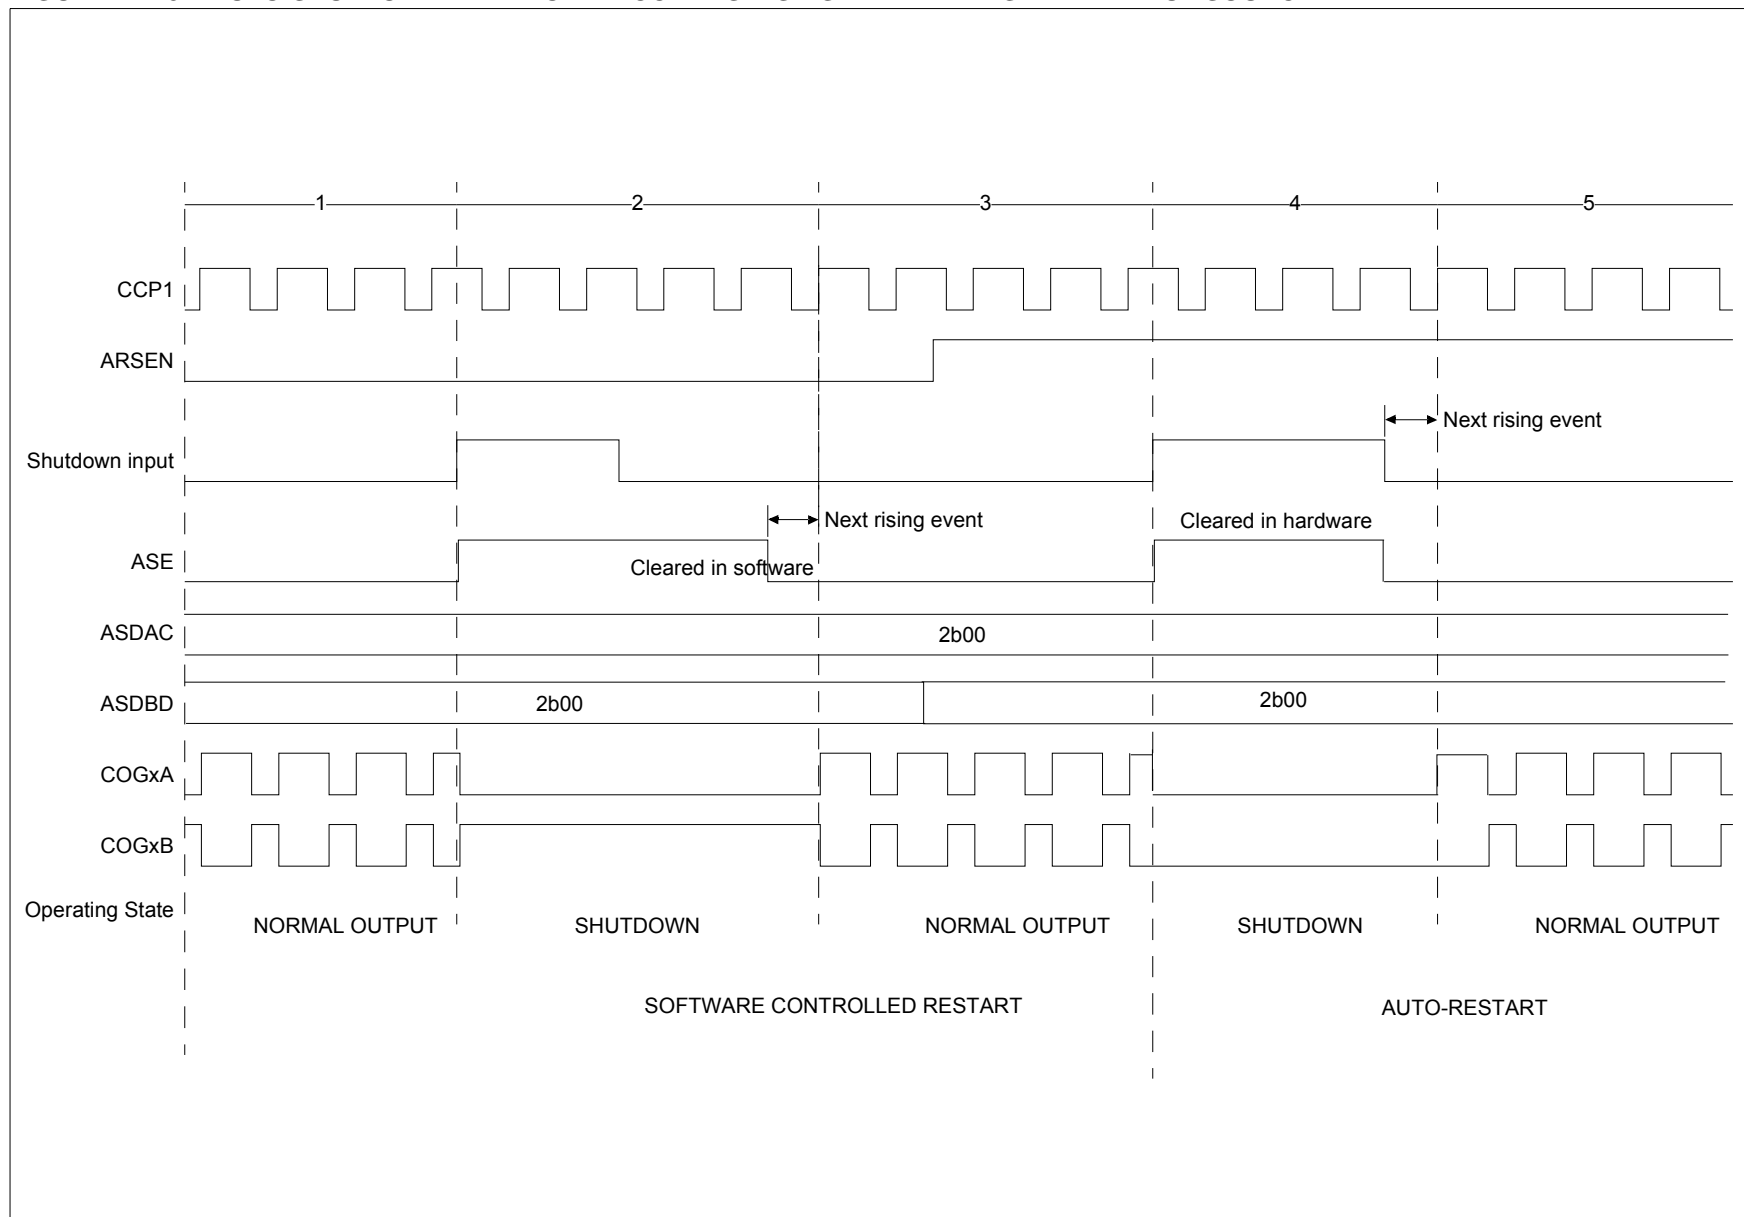 1 2 3 4 5
CCP1
ARSEN
Next rising event
Shutdown input
Next rising event
Cleared in hardware
ASE
Cleared in software
ASDAC
2b00
ASDBD
2b00
2b00
COGxA
COGxB
Operating State
NORMAL OUTPUT
SHUTDOWN
NORMAL OUTPUT
SHUTDOWN
NORMAL OUTPUT
SOFTWARE CONTROLLED RESTART
AUTO-RESTART